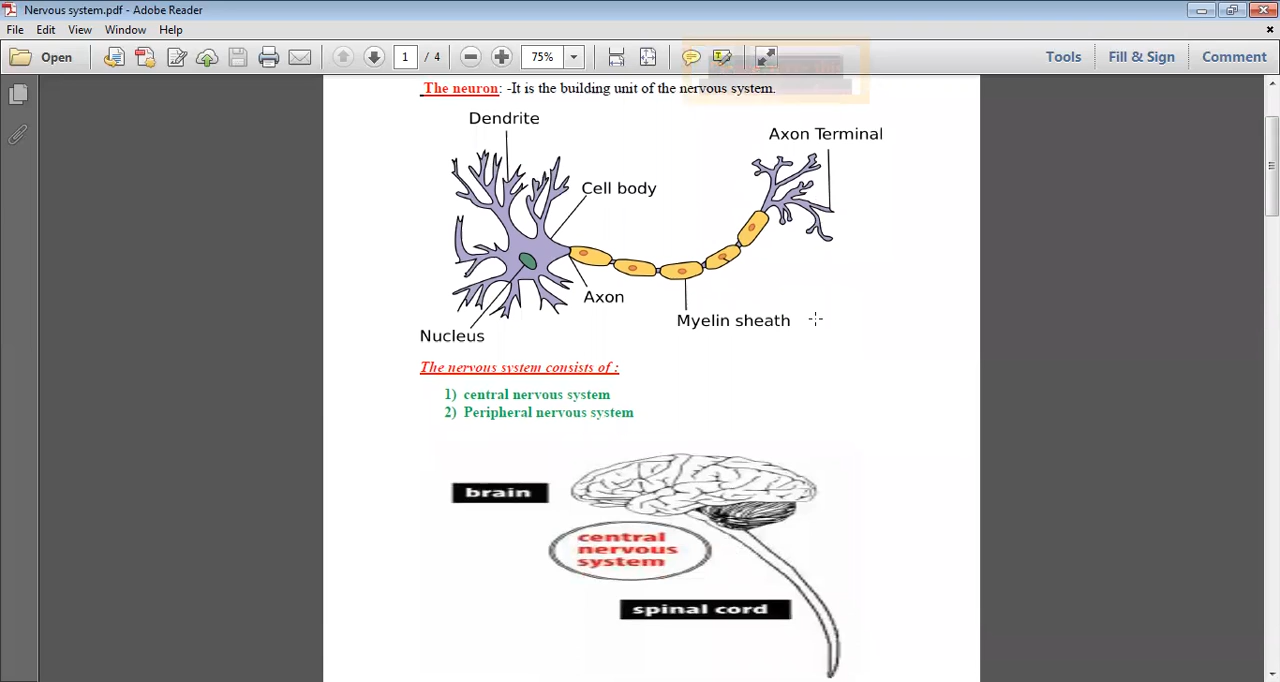 Nervous system.pdf - Adobe Reader
File Edit View Window Help
Open 1 / 4 75% Tools Fill & Sign Comment
The neuron: -It is the building unit of the nervous system.
Dendrite
Axon Terminal
Cell body
Axon
Myelin sheath
Nucleus
The nervous system consists of :
1) central nervous system
2) Peripheral nervous system
brain
central
nervous
system
spinal cord